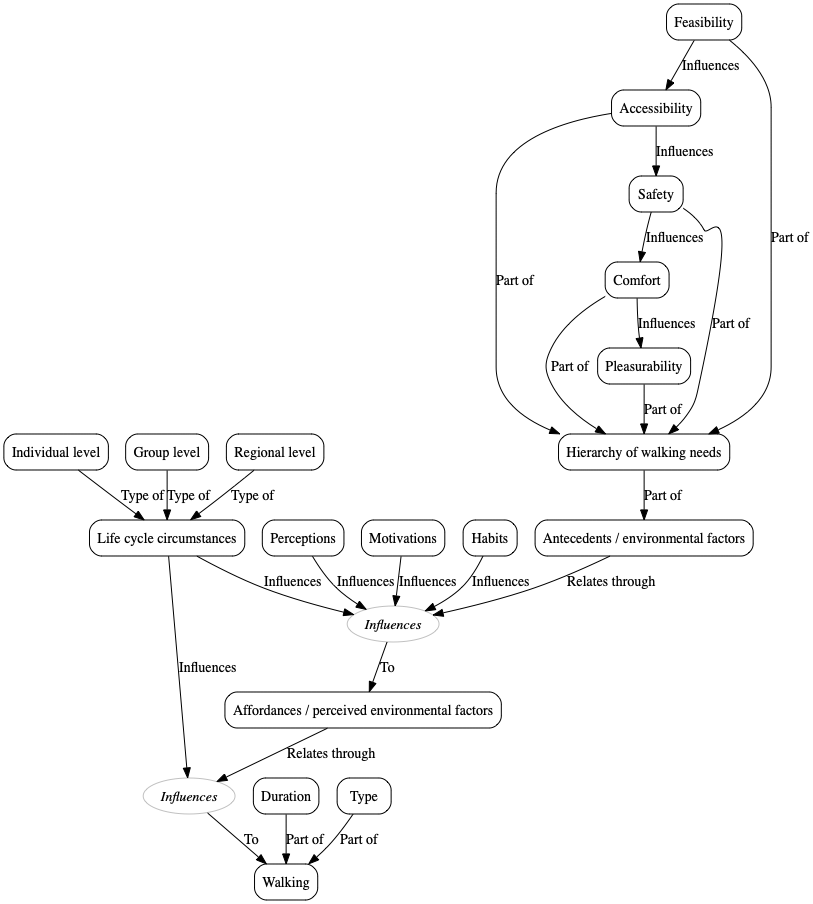 Feasibility
Influences
Accessibility
Influences
Safety
Influences
Part of
Comfort
Part of
Influences
Part of
Pleasurability
Part of
Part of
Individual level
Group level
Regional level
Hierarchy of walking needs
Type of
Type of
Type of
Part of
Life cycle circumstances
Perceptions
Motivations
Habits
Antecedents / environmental factors
Influences
Influences
Influences
Influences
Relates through
Influences
Influences
To
Affordances / perceived environmental factors
Relates through
Influences
Duration
Type
To
Part of
Part of
Walking